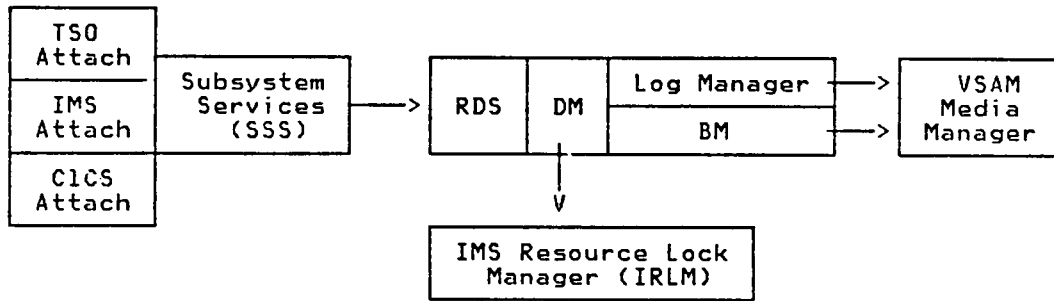 TSO
Attach
IMS
Attach
C1CS
Attach
Subsystem
Services
(SSS)
RDS
DM
Log Manager
BM
VSAM
Media
Manager
IMS Resource Lock
Manager (IRLM)